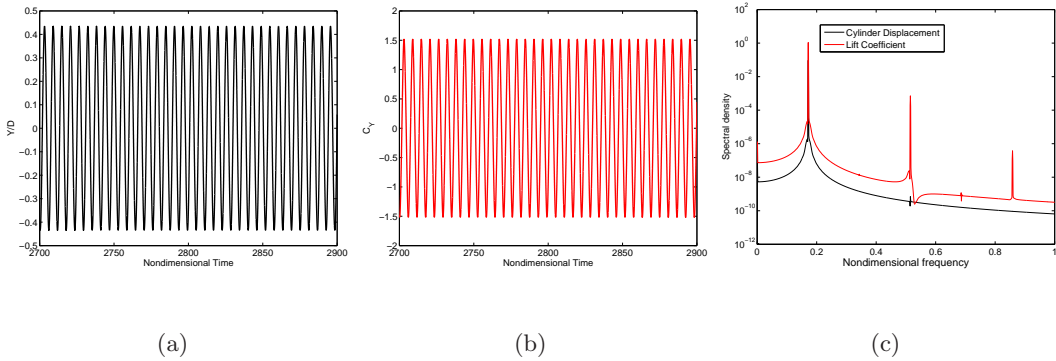 0.5
0.4
0.3
0.2
0.1
0
−0.1
−0.2
−0.3
−0.4
−0.5
Y/D
2700 2750 2800 2850 2900
Nondimensional Time
(a)
2
1.5
1
0.5
0
−0.5
−1
−1.5
−2
C_Y
2700 2750 2800 2850 2900
Nondimensional Time
(b)
10^2
10^0
10^−2
10^−4
10^−6
10^−8
10^−10
10^−12
Spectral density
Cylinder Displacement
Lift Coefficient
0 0.2 0.4 0.6 0.8 1
Nondimensional frequency
(c)